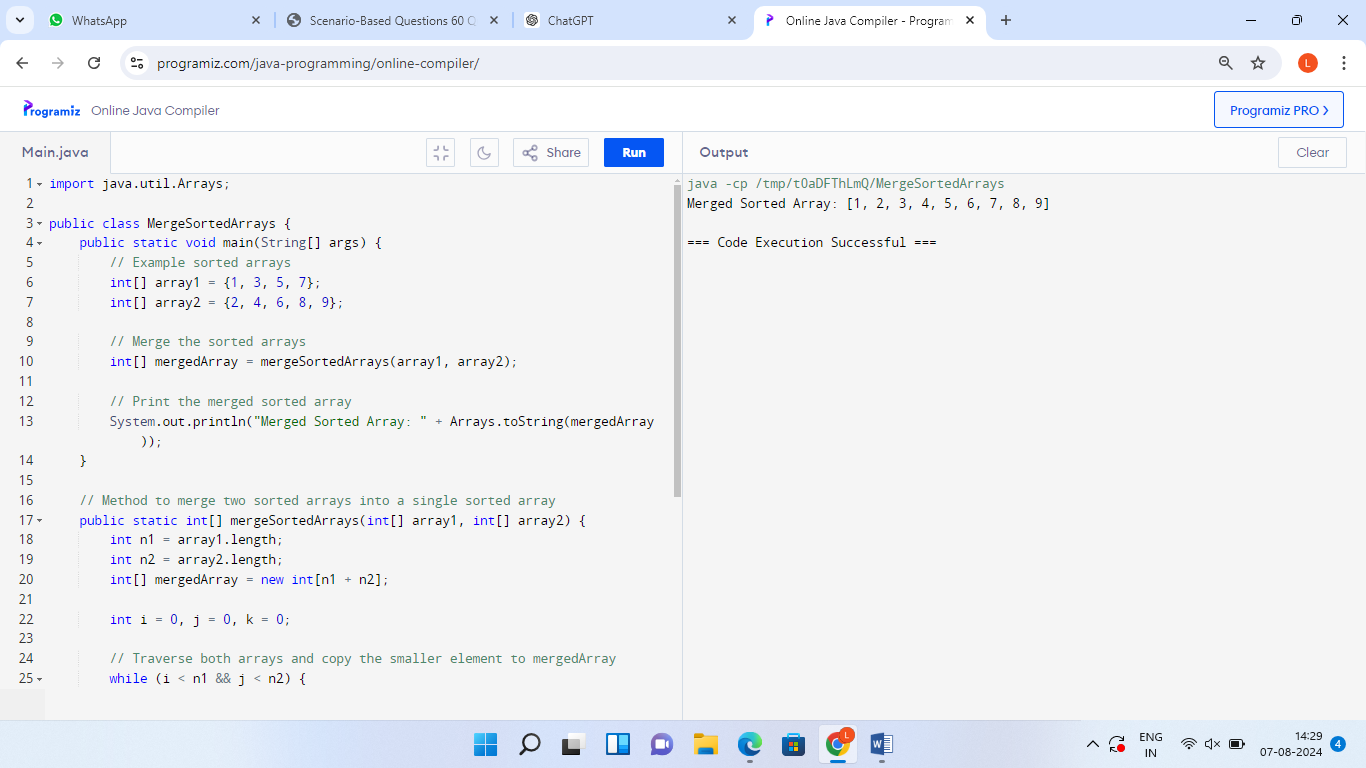 WhatsApp
Scenario-Based Questions 60 Q
ChatGPT
Online Java Compiler - Program
programiz.com/java-programming/online-compiler/
L
Programiz Online Java Compiler
Programiz PRO
Main.java
Share
Run
Output
Clear
1 import java.util.Arrays;
2
3 public class MergeSortedArrays {
4 public static void main(String[] args) {
5 // Example sorted arrays
6 int[] array1 = {1, 3, 5, 7};
7 int[] array2 = {2, 4, 6, 8, 9};
8
9 // Merge the sorted arrays
10 int[] mergedArray = mergeSortedArrays(array1, array2);
11
12 // Print the merged sorted array
13 System.out.println("Merged Sorted Array: " + Arrays.toString(mergedArray
));
14 }
15
16 // Method to merge two sorted arrays into a single sorted array
17 public static int[] mergeSortedArrays(int[] array1, int[] array2) {
18 int n1 = array1.length;
19 int n2 = array2.length;
20 int[] mergedArray = new int[n1 + n2];
21
22 int i = 0, j = 0, k = 0;
23
24 // Traverse both arrays and copy the smaller element to mergedArray
25 while (i < n1 && j < n2) {
java -cp /tmp/tOaDFThLmQ/MergeSortedArrays
Merged Sorted Array: [1, 2, 3, 4, 5, 6, 7, 8, 9]
=== Code Execution Successful ===
L
ENG
IN
14:29
07-08-2024
4